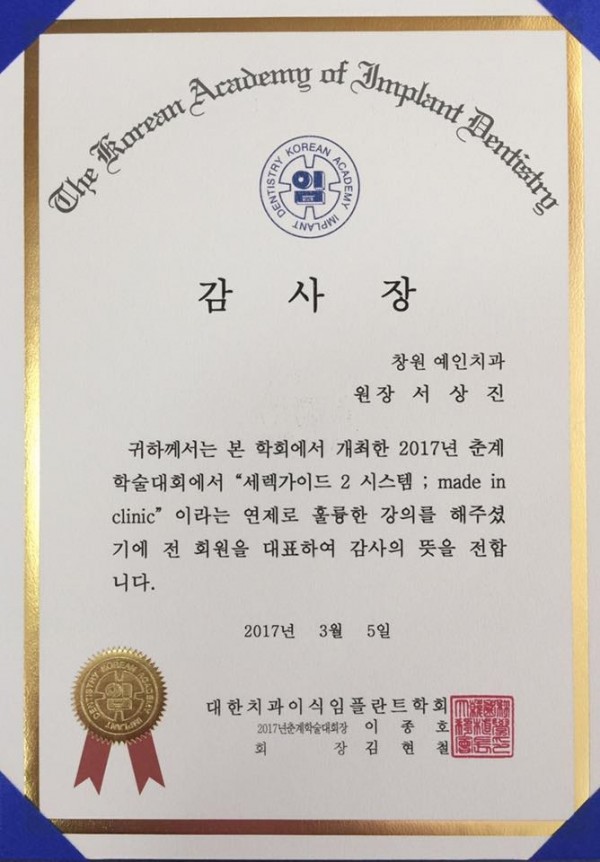 The Korean Academy of Implant Dentistry
DENTISTRY KOREAN ACADEMY IMPLANT
임
감 사 장
창원 예인치과
원장 서 상 진
귀하께서는 본 학회에서 개최한 2017년 춘계
학술대회에서 “세렉가이드 2 시스템 ; made in
clinic” 이라는 연제로 훌륭한 강의를 해주셨
기에 전 회원을 대표하여 감사의 뜻을 전합
니다.
2017년 3월 5일
DENTISTRY KOREAN ACADEMY IMPLANT
임
대한치과이식임플란트학회
2017년춘계학술대회장 이 종 호
회 장 김 현 철